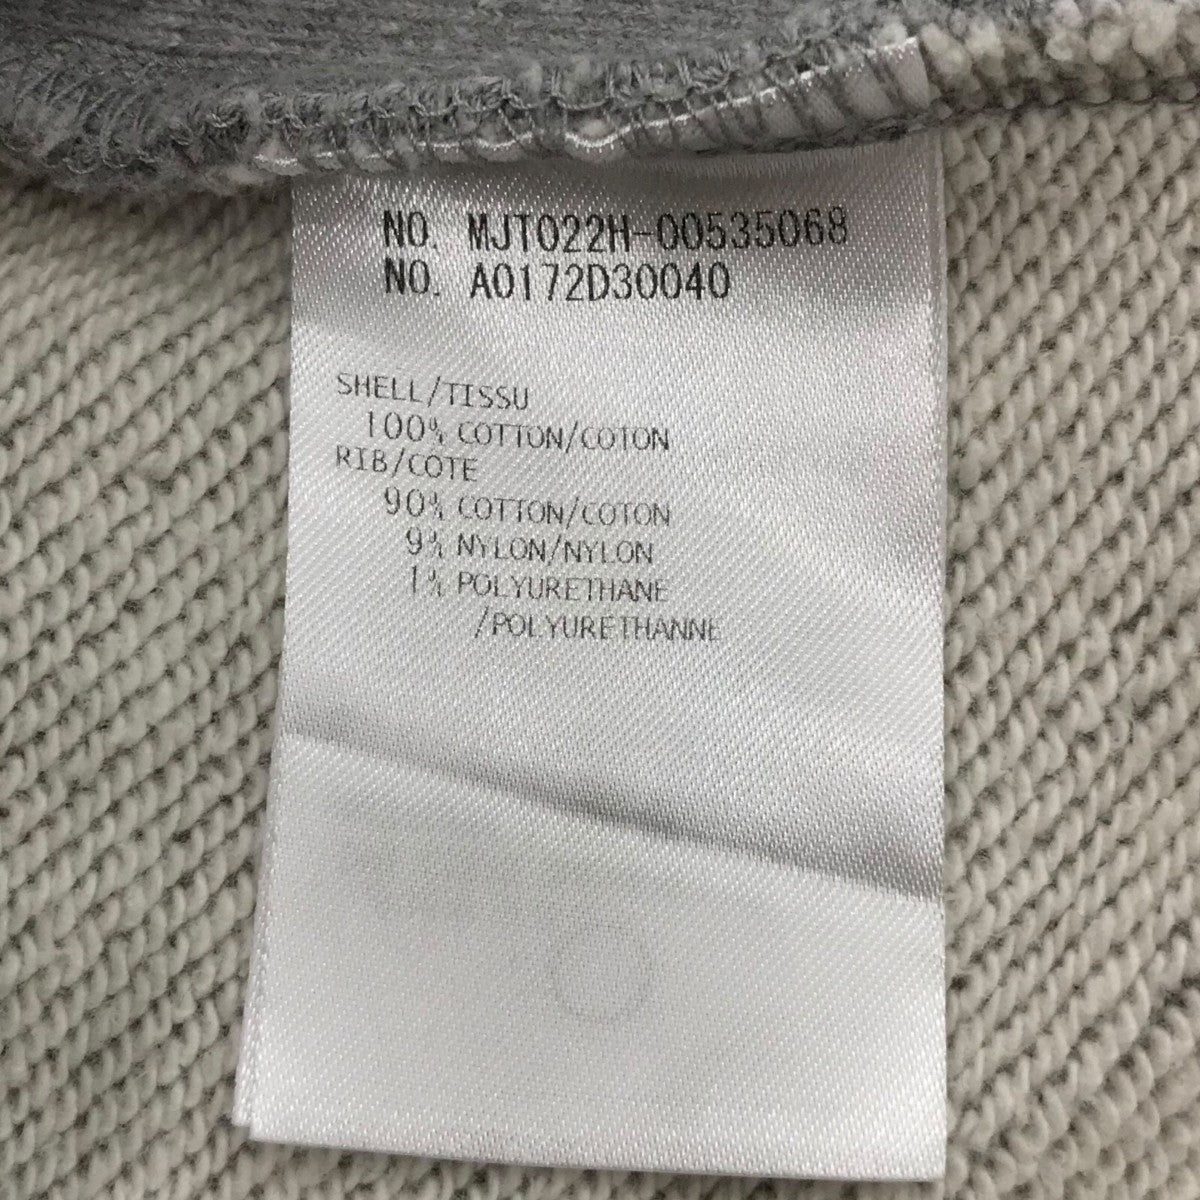 NO. MJT022H-00535068
NO. A0172D30040
SHELL/TISSU
100% COTTON/COTON
RIB/COTE
90% COTTON/COTON
9% NYLON/NYLON
1% POLYURETHANE
/POLYURETHANNE